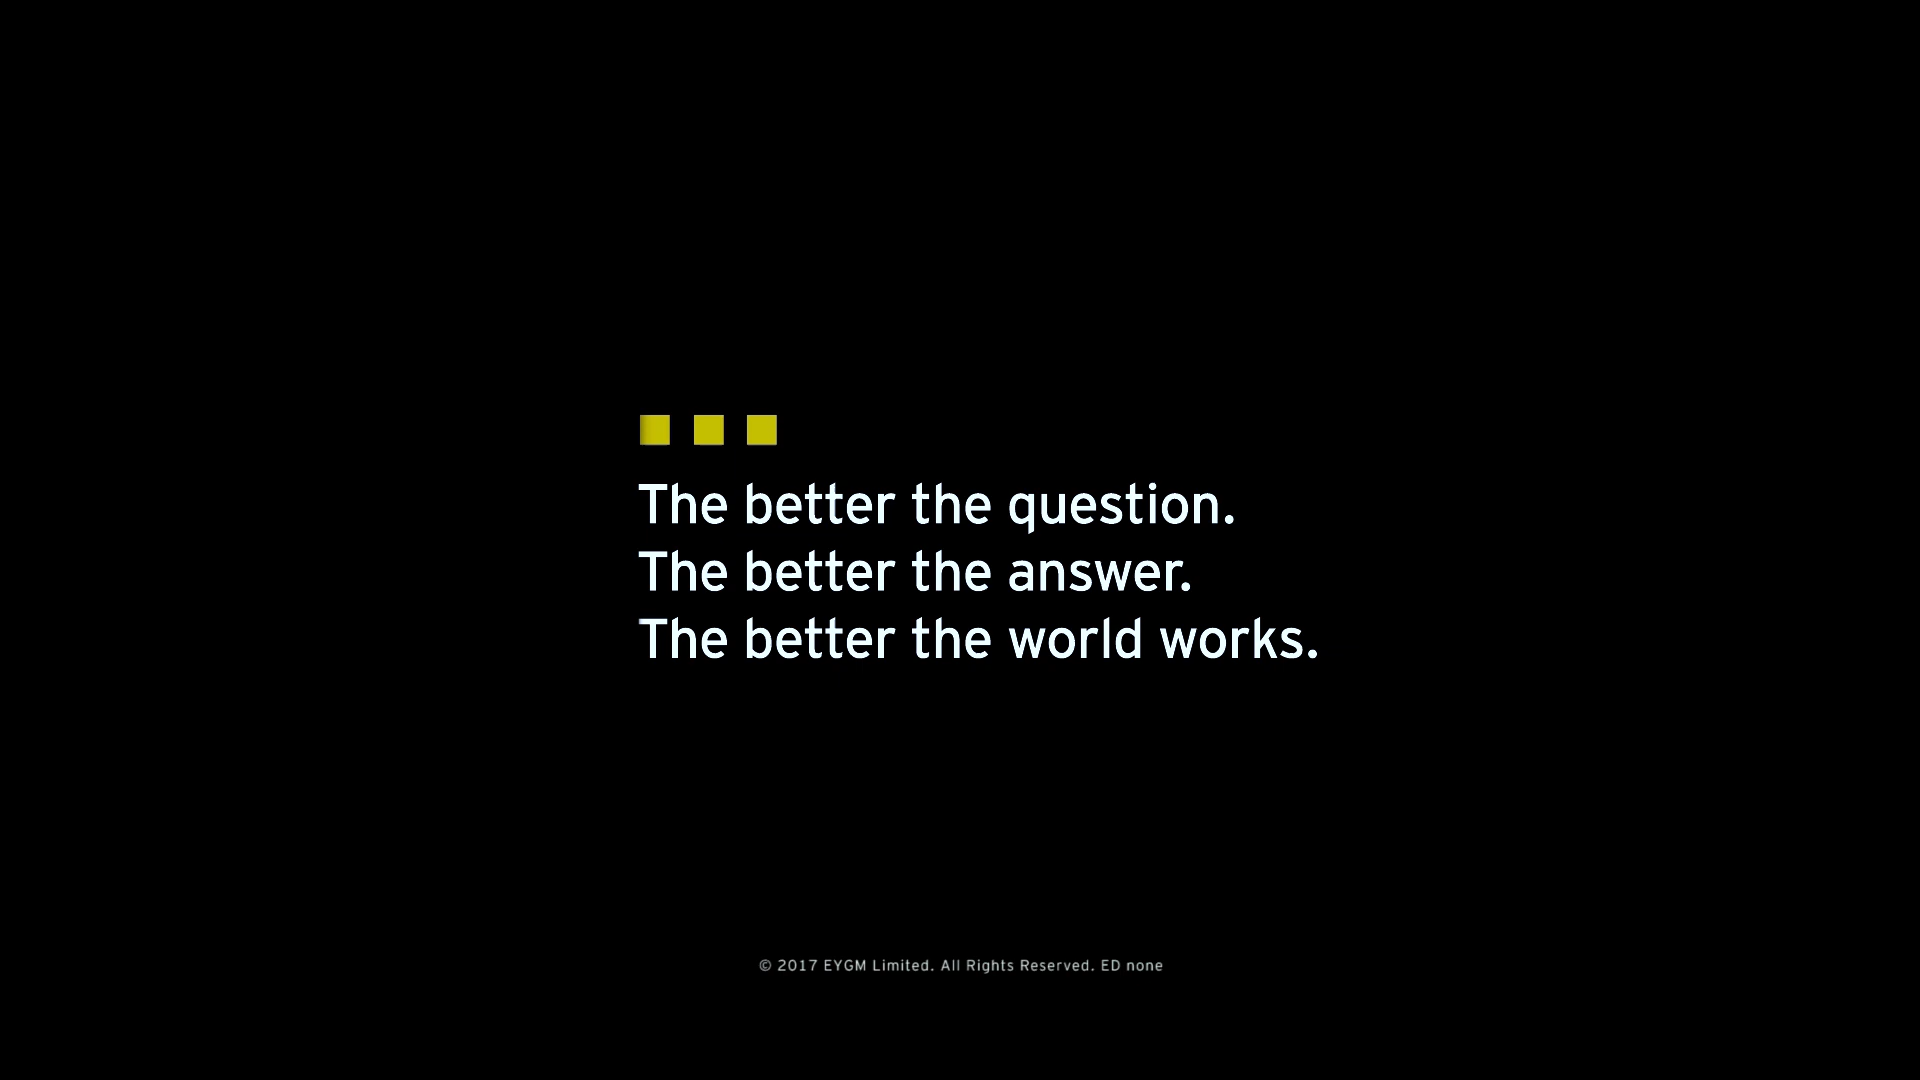 The better the question.
The better the answer.
The better the world works.
© 2017 EYGM Limited. All Rights Reserved. ED none